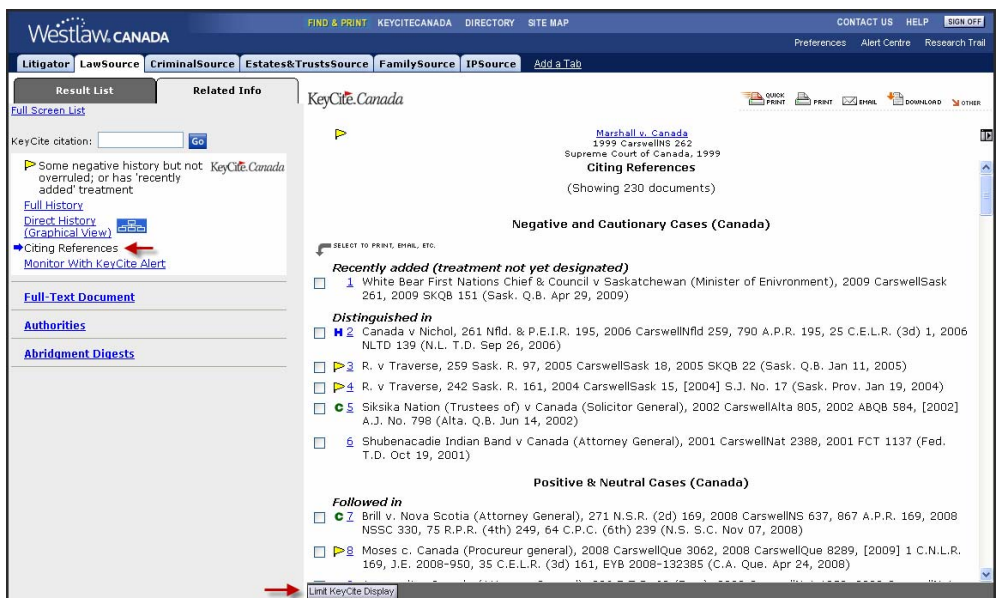 Westlaw. CANADA
FIND & PRINT KEYCITECANADA DIRECTORY SITE MAP
CONTACT US HELP SIGN OFF
Preferences Alert Centre Research Trail
Litigator LawSource CriminalSource Estates&TrustsSource FamilySource IPSource Add a Tab
Result List Related Info
Full Screen List
KeyCite citation: Go
Some negative history but not
overruled; or has 'recently
added' treatment
KeyCite.Canada
Full History
Direct History
(Graphical View)
Citing References
Monitor With KeyCite Alert
Full-Text Document
Authorities
Abridgment Digests
KeyCite.Canada
QUICK PRINT PRINT EMAIL DOWNLOAD OTHER
Marshall v. Canada
1999 CarswellNS 262
Supreme Court of Canada, 1999
Citing References
(Showing 230 documents)
Negative and Cautionary Cases (Canada)
SELECT TO PRINT, EMAIL, ETC.
Recently added (treatment not yet designated)
1 White Bear First Nations Chief & Council v Saskatchewan (Minister of Enivronment), 2009 CarswellSask
261, 2009 SKQB 151 (Sask. Q.B. Apr 29, 2009)
Distinguished in
H 2 Canada v Nichol, 261 Nfld. & P.E.I.R. 195, 2006 CarswellNfld 259, 790 A.P.R. 195, 25 C.E.L.R. (3d) 1, 2006
NLTD 139 (N.L. T.D. Sep 26, 2006)
3 R. v Traverse, 259 Sask. R. 97, 2005 CarswellSask 18, 2005 SKQB 22 (Sask. Q.B. Jan 11, 2005)
4 R. v Traverse, 242 Sask. R. 161, 2004 CarswellSask 15, [2004] S.J. No. 17 (Sask. Prov. Jan 19, 2004)
C 5 Siksika Nation (Trustees of) v Canada (Solicitor General), 2002 CarswellAlta 805, 2002 ABQB 584, [2002]
A.J. No. 798 (Alta. Q.B. Jun 14, 2002)
6 Shubenacadie Indian Band v Canada (Attorney General), 2001 CarswellNat 2388, 2001 FCT 1137 (Fed.
T.D. Oct 19, 2001)
Positive & Neutral Cases (Canada)
Followed in
C 7 Brill v. Nova Scotia (Attorney General), 271 N.S.R. (2d) 169, 2008 CarswellNS 637, 867 A.P.R. 169, 2008
NSSC 330, 75 R.P.R. (4th) 249, 64 C.P.C. (6th) 239 (N.S. S.C. Nov 07, 2008)
8 Moses c. Canada (Procureur general), 2008 CarswellQue 3062, 2008 CarswellQue 8289, [2009] 1 C.N.L.R.
169, J.E. 2008-950, 35 C.E.L.R. (3d) 161, EYB 2008-132385 (C.A. Que. Apr 24, 2008)
Limit KeyCite Display